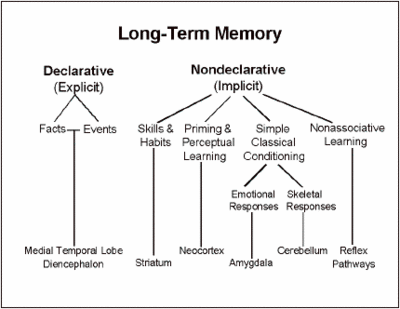 Long-Term Memory
Declarative
(Explicit)
Nondeclarative
(Implicit)
Facts
Events
Skills &
Habits
Priming &
Perceptual
Learning
Simple
Classical
Conditioning
Nonassociative
Learning
Emotional
Responses
Skeletal
Responses
Medial Temporal Lobe
Diencephalon
Striatum
Neocortex
Amygdala
Cerebellum
Reflex
Pathways